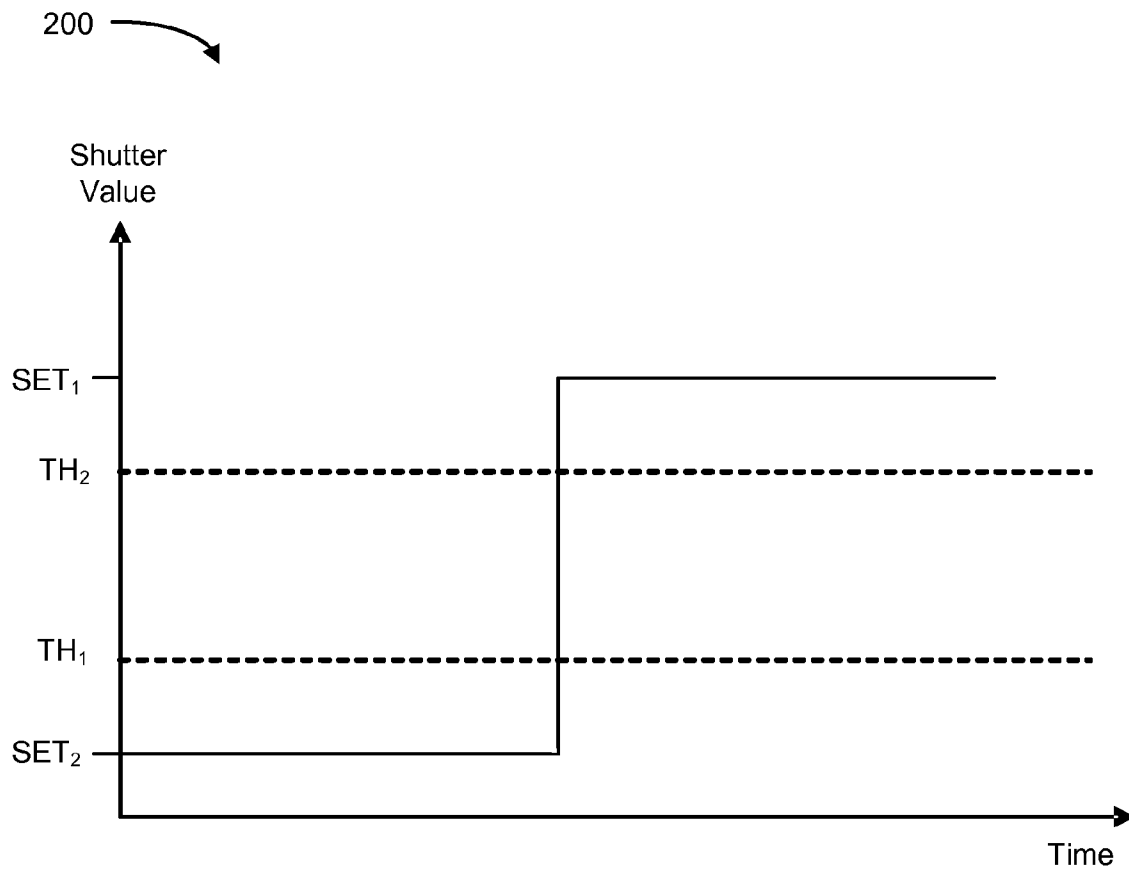 200
Shutter
Value
SET₁
TH₂
TH₁
SET₂
Time